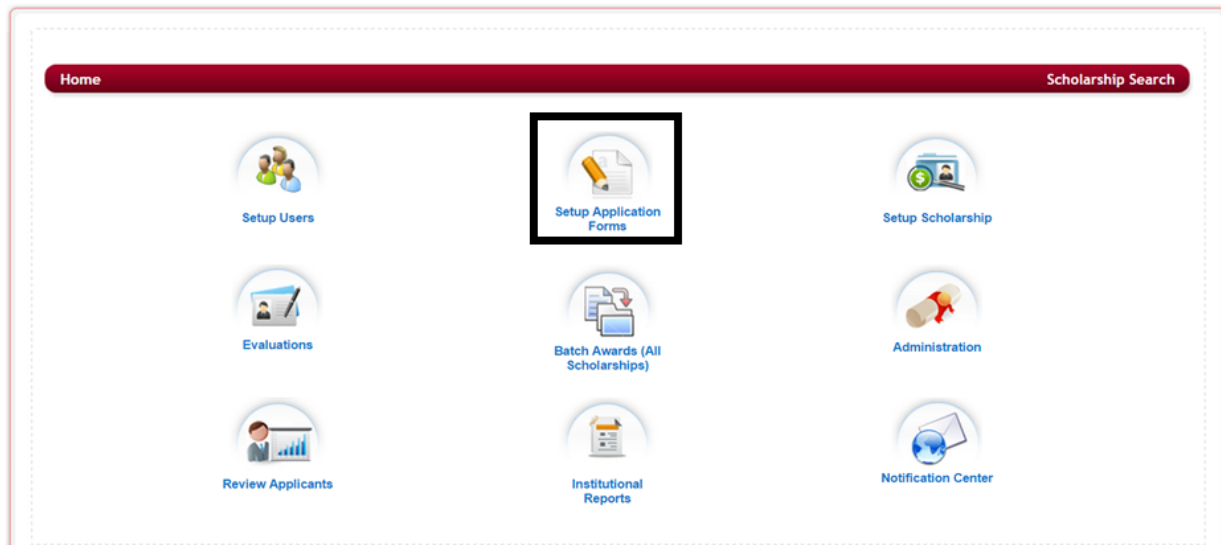 Home
Scholarship Search
Setup Users
Setup Application
Forms
Setup Scholarship
Evaluations
Batch Awards (All
Scholarships)
Administration
Review Applicants
Institutional
Reports
Notification Center